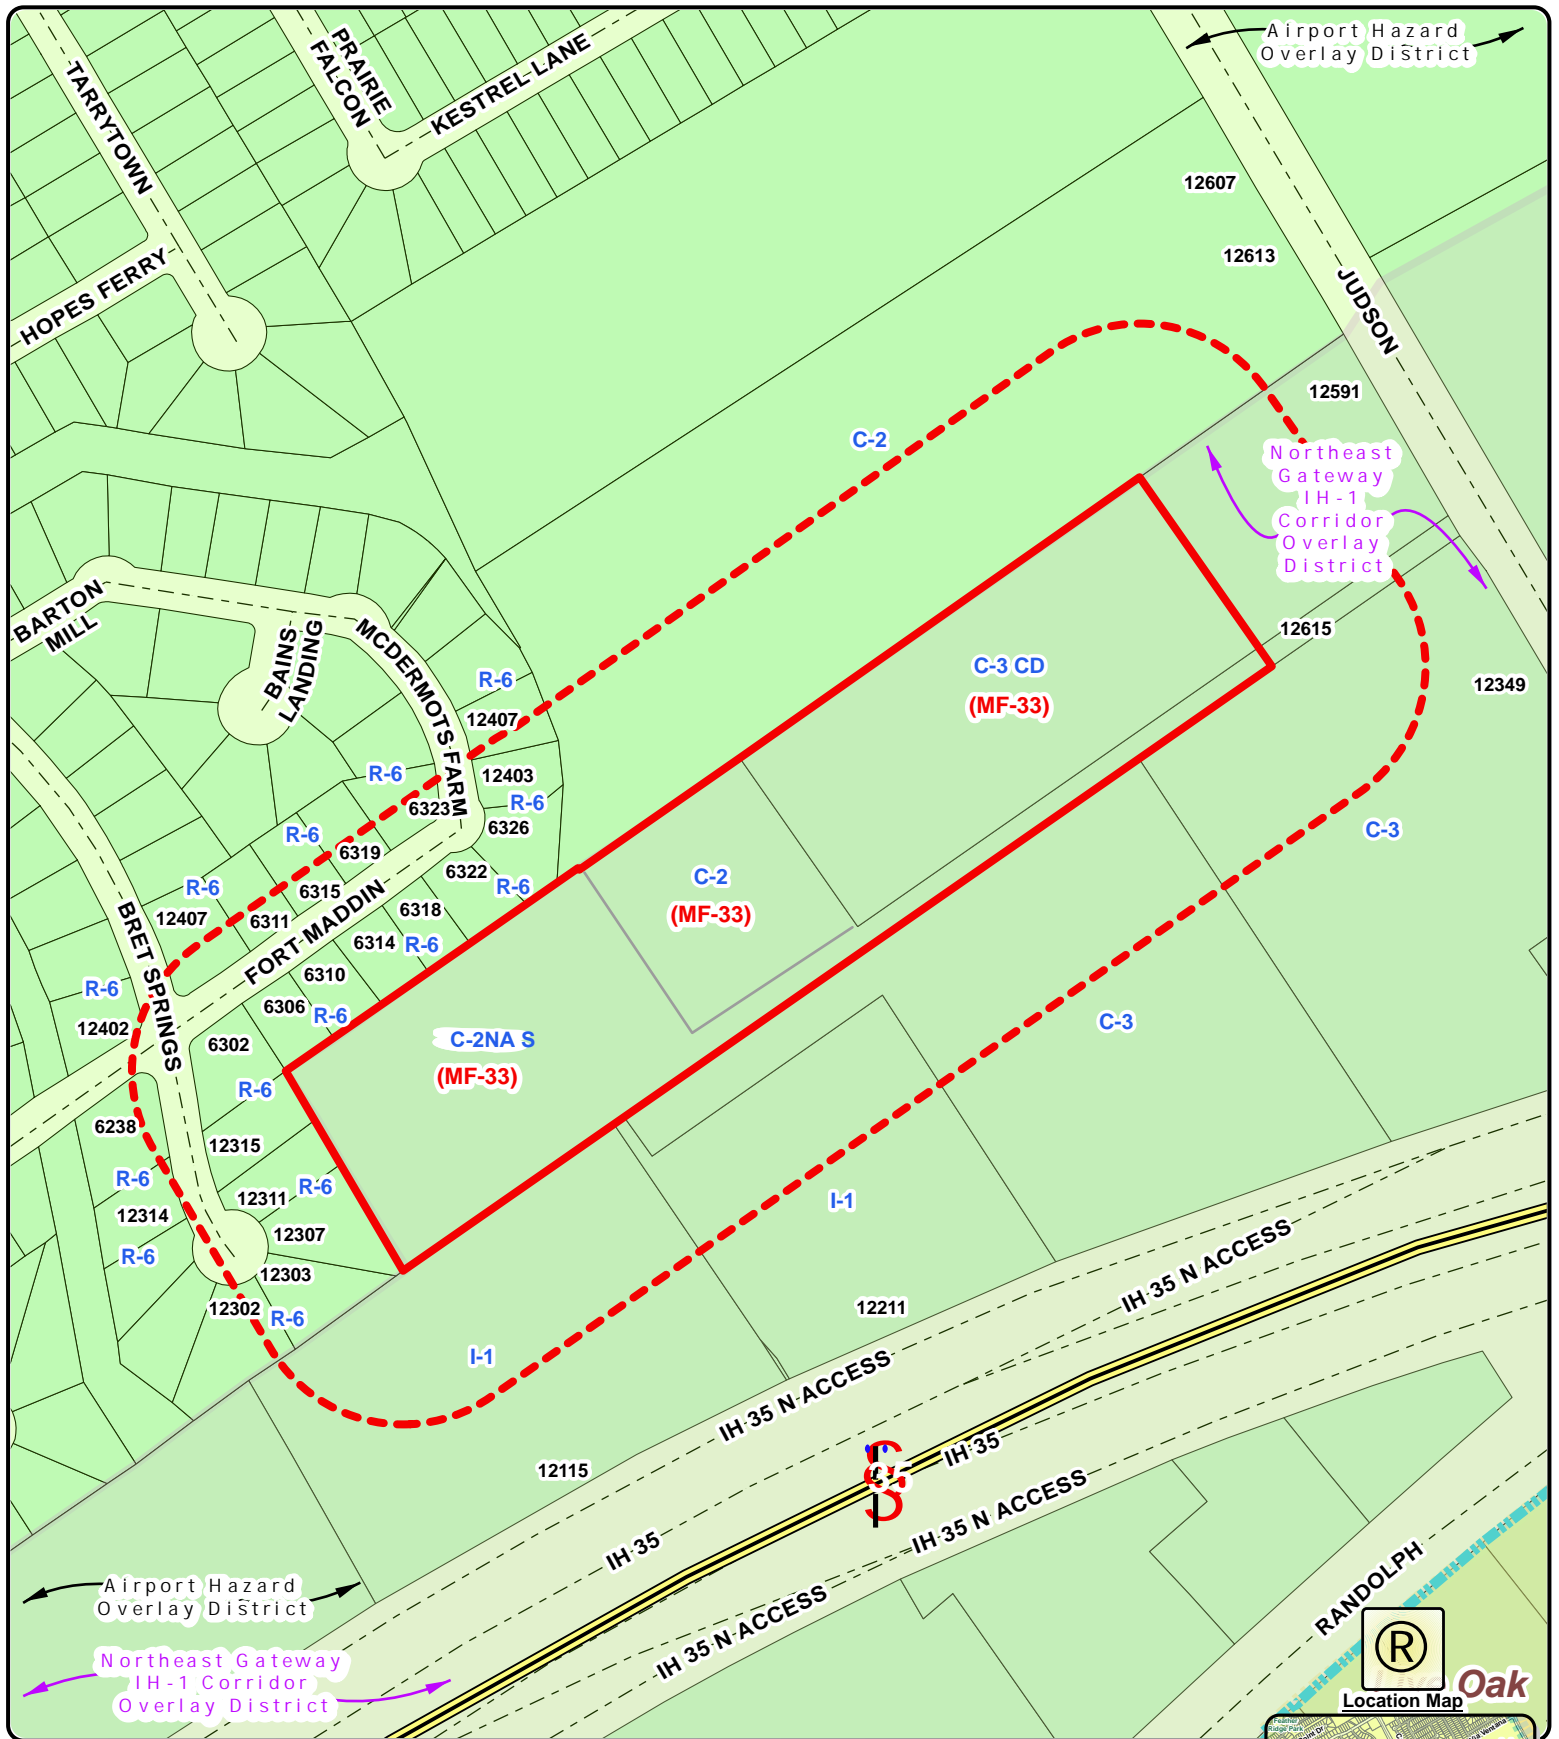 Airport Hazard
Overlay District
TARRYTOWN
PRAIRIE
FALCON
KESTREL LANE
12607
HOPES FERRY
12613
JUDSON
12591
C-2
Northeast
Gateway
IH-1
Corridor
Overlay
District
BARTON
MILL
BAINS
LANDING
MCDERMOTS FARM
12615
R-6
C-3 CD
(MF-33)
12349
12407
R-6
12403
R-6
6323
6326
R-6
6319
C-3
6322
R-6
C-2
(MF-33)
R-6
6315
12407
6311
6318
BRET SPRINGS
FORT MADDIN
6314
R-6
6310
R-6
6306
R-6
C-3
12402
6302
C-2NA S
(MF-33)
R-6
6238
12315
R-6
R-6
12311
I-1
12314
12307
R-6
12303
12302
R-6
12211
IH 35 N ACCESS
I-1
IH 35 N ACCESS
12115
IH 35
IH 35
IH 35 N ACCESS
Airport Hazard
Overlay District
RANDOLPH
IH 35 N ACCESS
Northeast Gateway
IH-1 Corridor
Overlay District
R
Oak
Location Map
Feather
Ridge Park